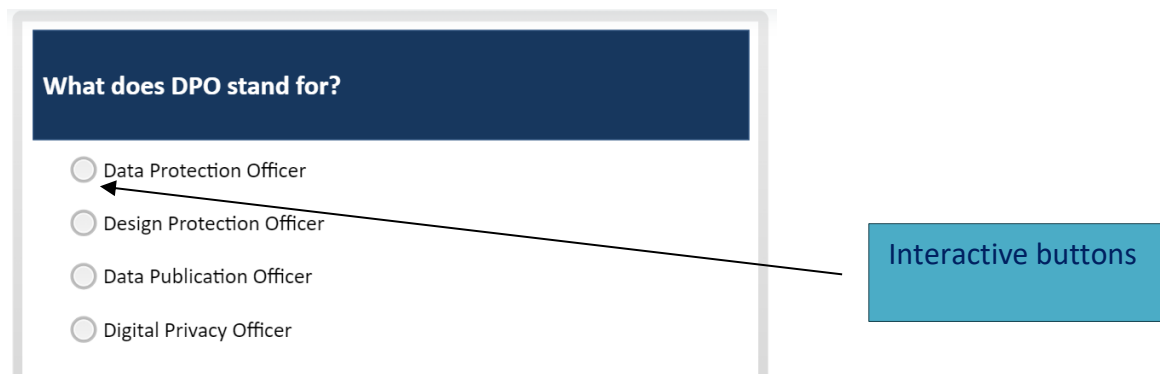 What does DPO stand for?
Data Protection Officer
Design Protection Officer
Data Publication Officer
Digital Privacy Officer
Interactive buttons